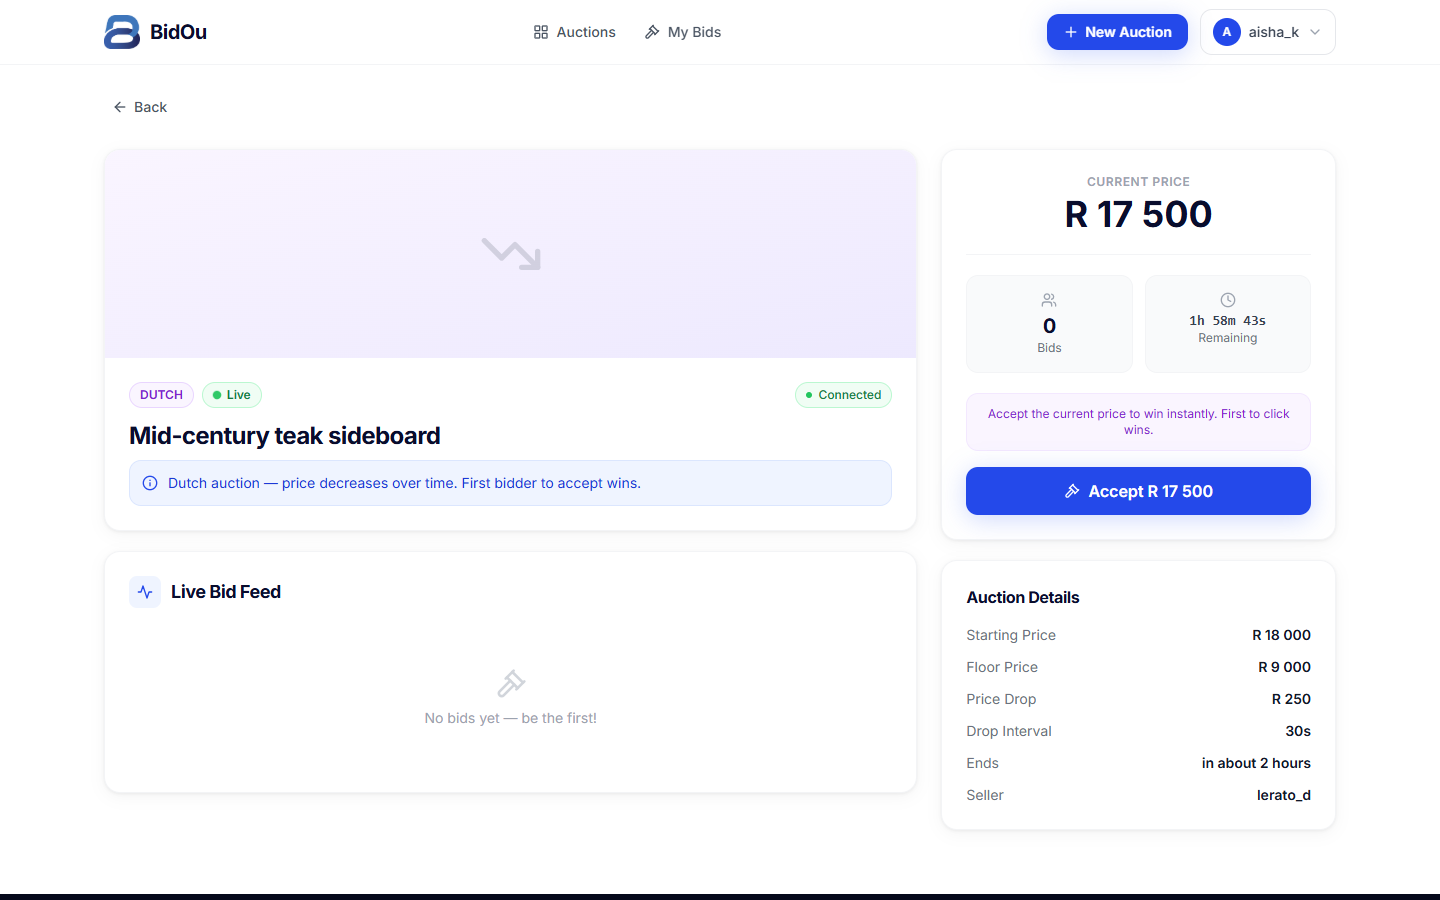 BidOu
Auctions
My Bids
New Auction
A
aisha_k
Back
DUTCH
Live
Connected
Mid-century teak sideboard
Dutch auction — price decreases over time. First bidder to accept wins.
Live Bid Feed
No bids yet — be the first!
CURRENT PRICE
R 17 500
0
Bids
1h 58m 43s
Remaining
Accept the current price to win instantly. First to click
wins.
Accept R 17 500
Auction Details
Starting Price R 18 000
Floor Price R 9 000
Price Drop R 250
Drop Interval 30s
Ends in about 2 hours
Seller lerato_d